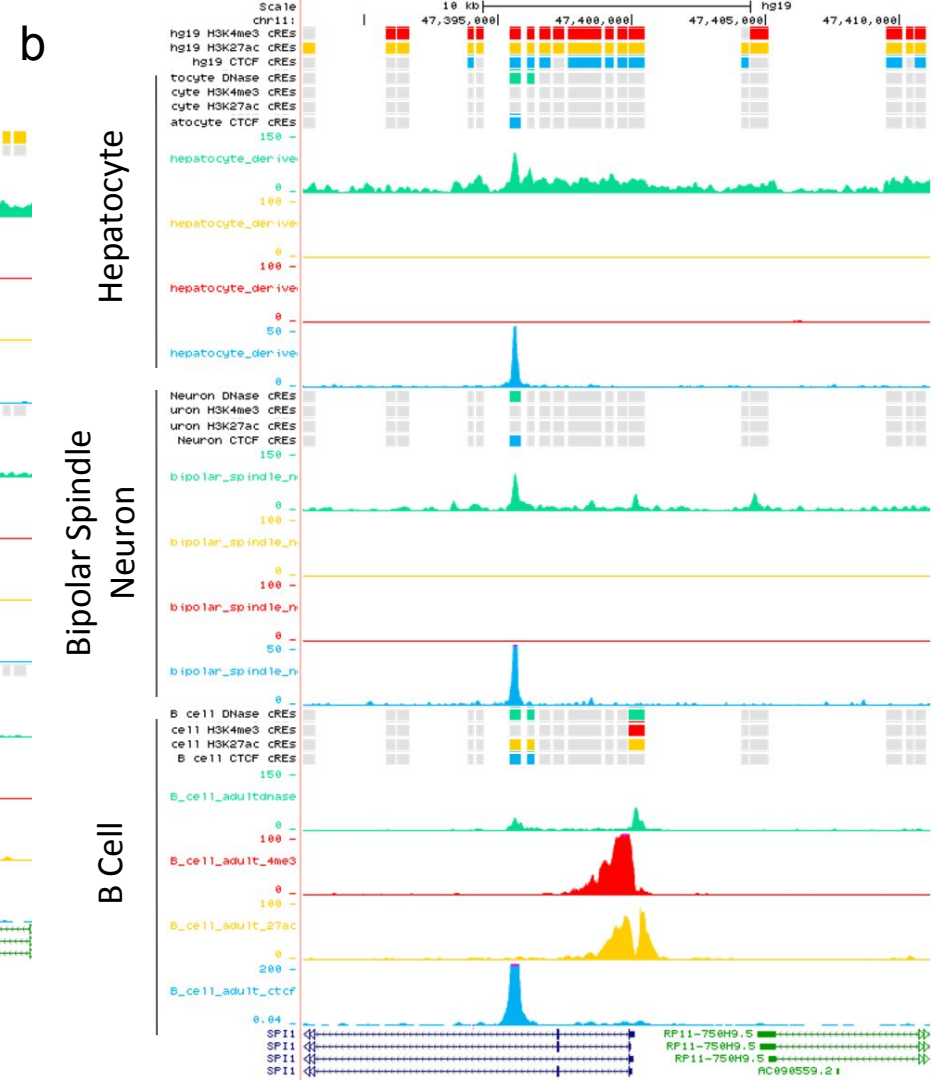 b
Scale 10 kb hg19
chr11: 47,395,000 47,400,000 47,405,000 47,410,000
hg19 H3K4me3 cREs
hg19 H3K27ac cREs
hg19 CTCF cREs
Hepatocyte
tocyte DNase cREs
cyte H3K4me3 cREs
cyte H3K27ac cREs
atocyte CTCF cREs
150
hepatocyte_derive
0
100
hepatocyte_derive
0
100
hepatocyte_derive
0
50
hepatocyte_derive
0
Bipolar Spindle
Neuron
Neuron DNase cREs
uron H3K4me3 cREs
uron H3K27ac cREs
Neuron CTCF cREs
150
bipolar_spindle_n
0
100
bipolar_spindle_n
0
100
bipolar_spindle_n
0
50
bipolar_spindle_n
0
B Cell
B cell DNase cREs
cell H3K4me3 cREs
cell H3K27ac cREs
B cell CTCF cREs
150
B_cell_adultdnase
0
100
B_cell_adult_4me3
0
100
B_cell_adult_27ac
0
200
B_cell_adult_ctcf
0.04
SPI1 RP11-750H9.5
SPI1 RP11-750H9.5
SPI1 RP11-750H9.5
SPI1 AC090559.2